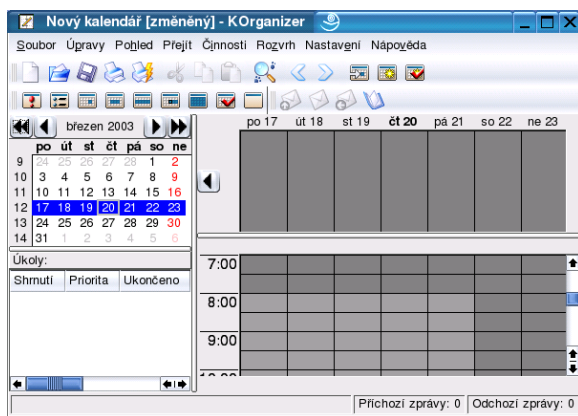 Nový kalendář [změněný] - KOrganizer
Soubor Úpravy Pohled Přejít Činnosti Rozvrh Nastavení Nápověda
březen 2003
po út st čt pá so ne
9 24 25 26 27 28 1 2
10 3 4 5 6 7 8 9
11 10 11 12 13 14 15 16
12 17 18 19 20 21 22 23
13 24 25 26 27 28 29 30
14 31 1 2 3 4 5 6
Úkoly:
Shrnutí Priorita Ukončeno
po 17 út 18 st 19 čt 20 pá 21 so 22 ne 23
7:00
8:00
9:00
Příchozí zprávy: 0 Odchozí zprávy: 0